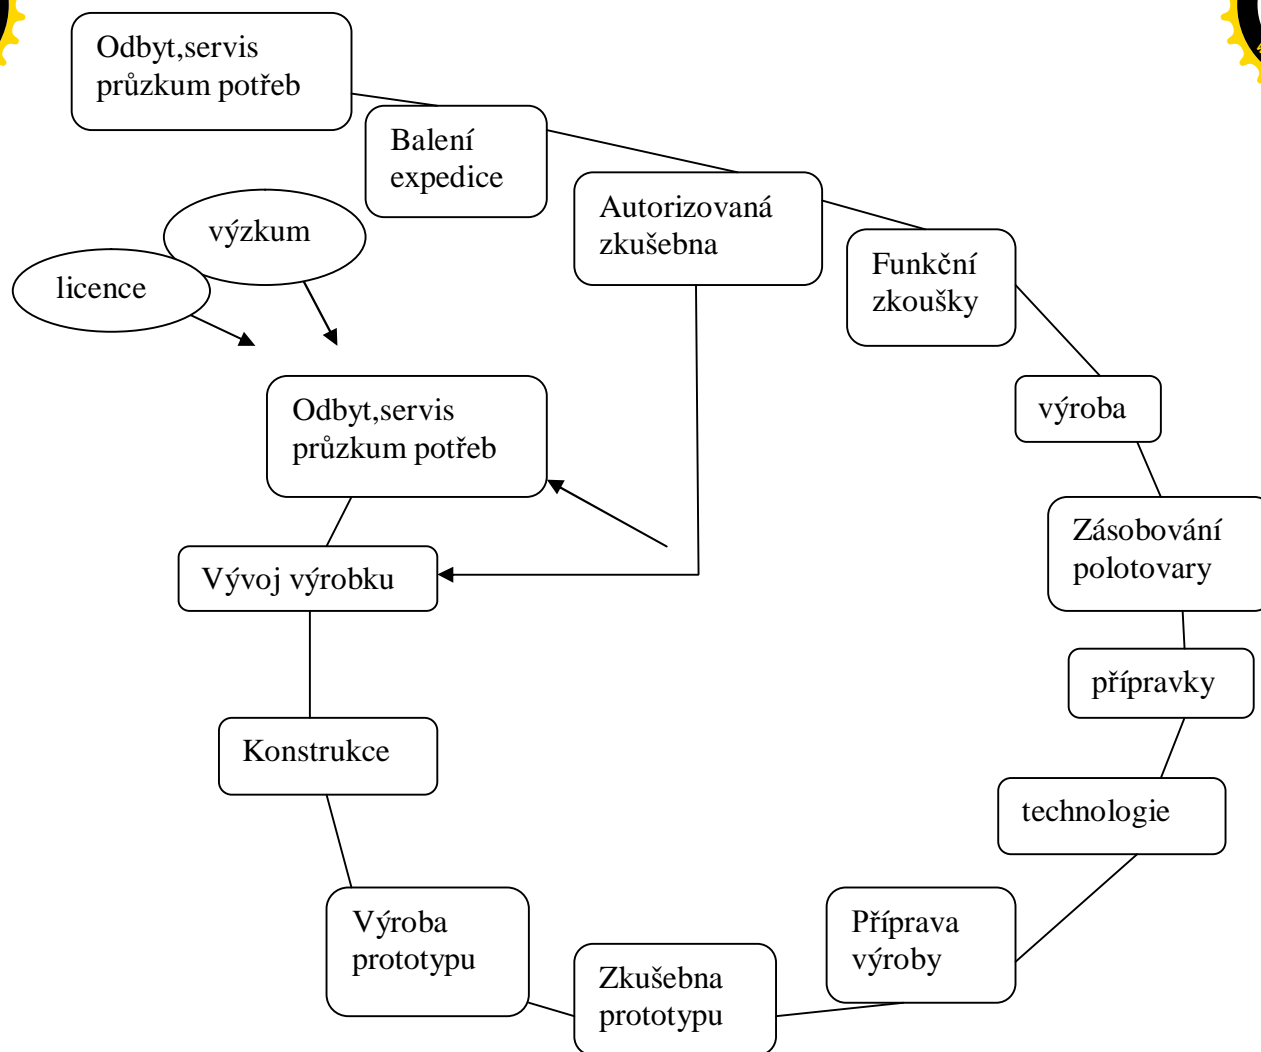 Odbyt,servis
průzkum potřeb
Balení
expedice
Autorizovaná
zkušebna
výzkum
licence
Funkční
zkoušky
Odbyt,servis
průzkum potřeb
výroba
Zásobování
polotovary
Vývoj výrobku
přípravky
Konstrukce
technologie
Výroba
prototypu
Příprava
výroby
Zkušebna
prototypu